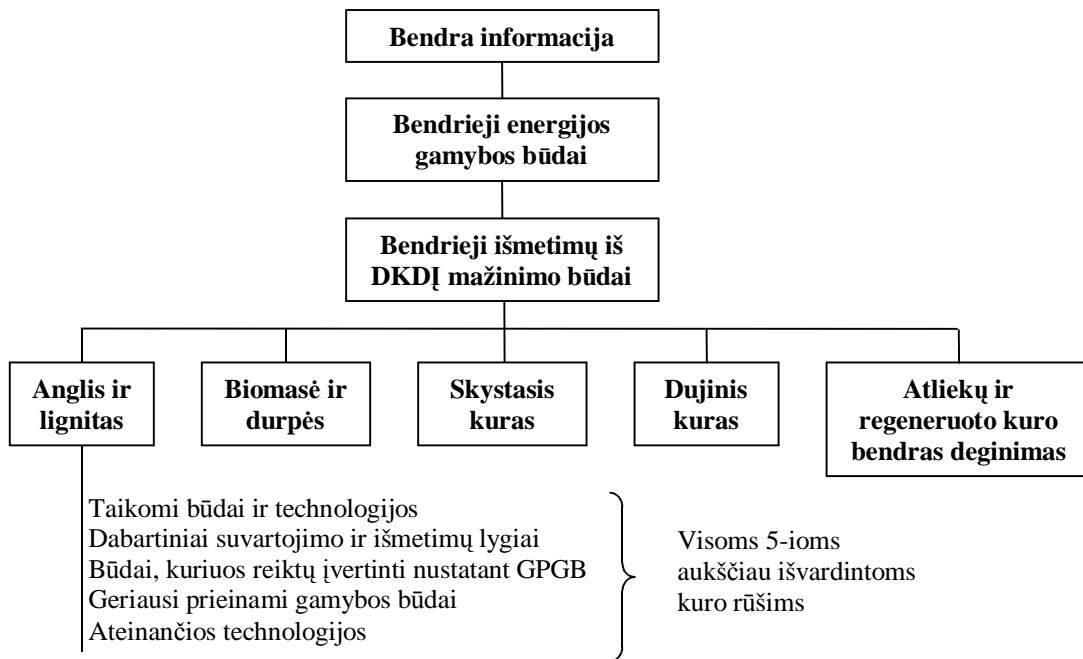 Bendra informacija
Bendrieji energijos
gamybos būdai
Bendrieji išmetimų iš
DKDĮ mažinimo būdai
Anglis ir
lignitas
Biomasė ir
durpės
Skystasis
kuras
Dujinis
kuras
Atliekų ir
regeneruoto kuro
bendras deginimas
Taikomi būdai ir technologijos
Dabartiniai suvartojimo ir išmetimų lygiai
Būdai, kuriuos reiktų įvertinti nustatant GPGB
Geriausi prieinami gamybos būdai
Ateinančios technologijos
Visoms 5-ioms
aukščiau išvardintoms
kuro rūšims